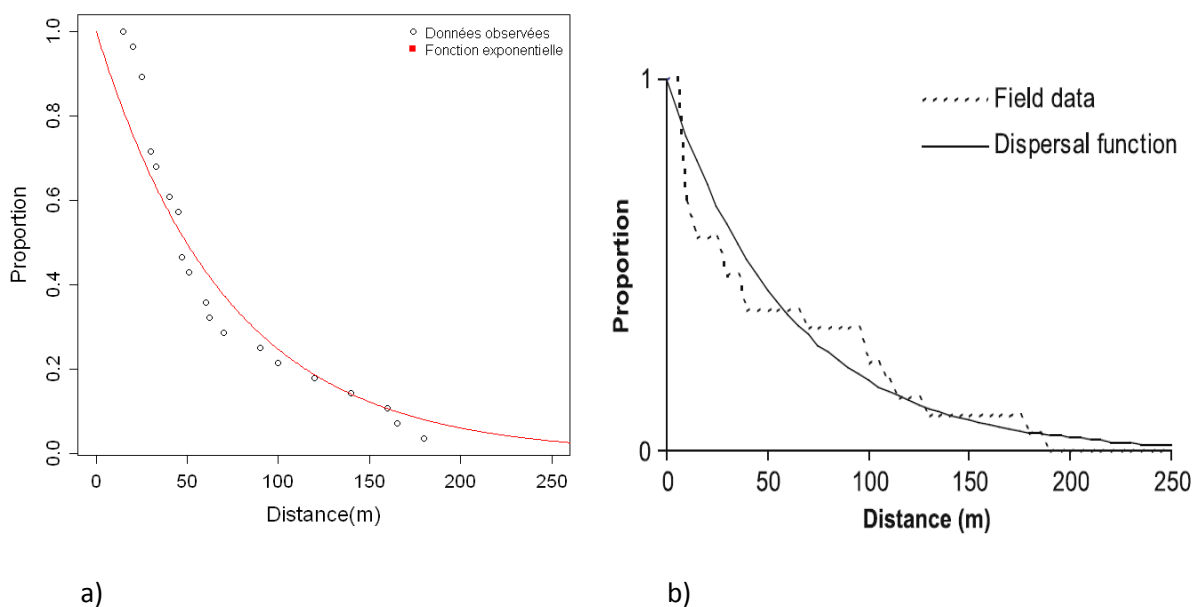 1.0
0.8
0.6
0.4
0.2
0.0
Proportion
Données observées
Fonction exponentielle
0 50 100 150 200 250
Distance(m)
a)
1
0
Proportion
Field data
Dispersal function
0 50 100 150 200 250
Distance (m)
b)